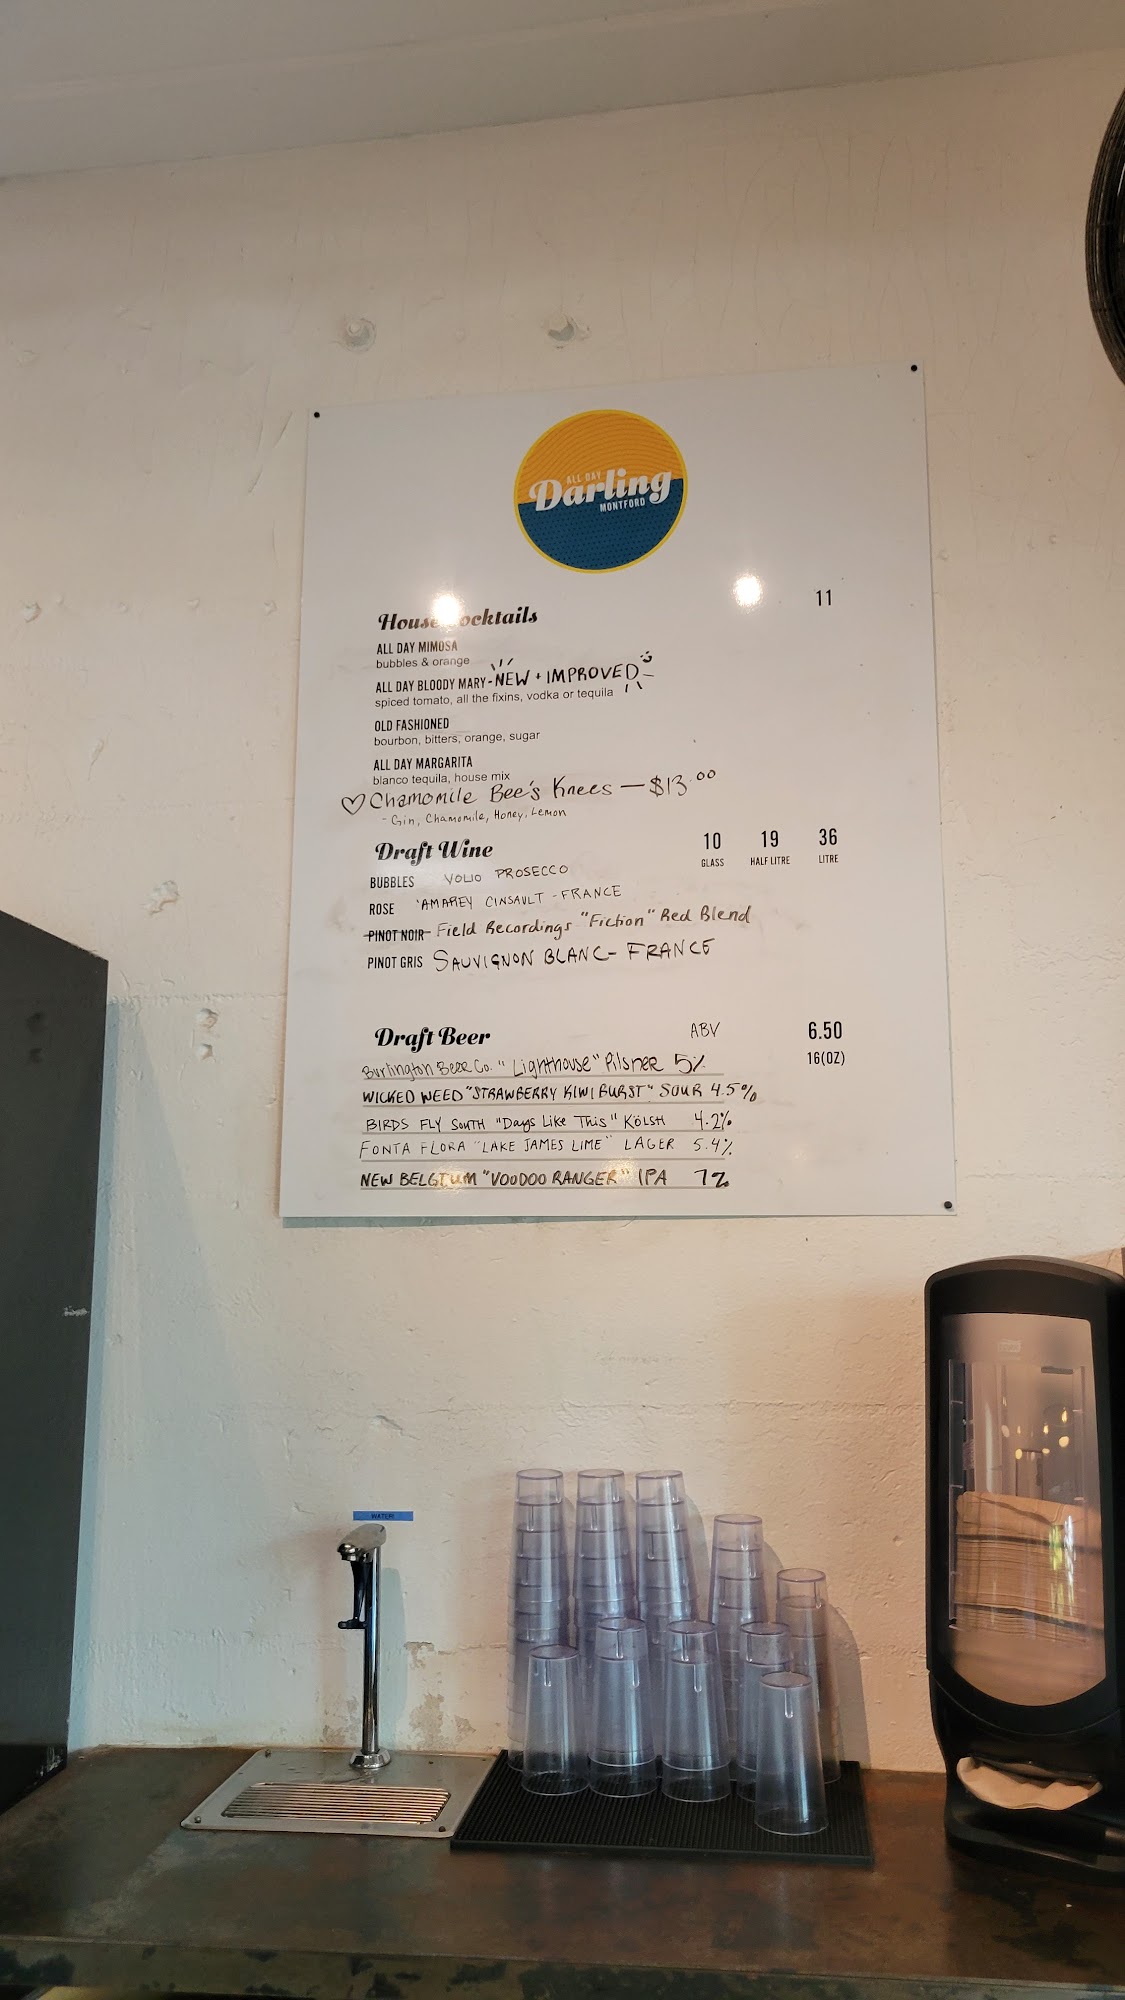 ALL DAY
Darling
MONTFORD
House Cocktails 11
ALL DAY MIMOSA
bubbles & orange
ALL DAY BLOODY MARY - NEW + IMPROVED
spiced tomato, all the fixins, vodka or tequila
OLD FASHIONED
bourbon, bitters, orange, sugar
ALL DAY MARGARITA
blanco tequila, house mix
♡ Chamomile Bee's Knees — $13.00
- Gin, Chamomile, Honey, Lemon
Draft Wine 10 19 36
GLASS HALF LITRE LITRE
BUBBLES VOLIO PROSECCO
ROSE CINSAULT - FRANCE
PINOT NOIR Field Recordings "Fiction" Red Blend
PINOT GRIS SAUVIGNON BLANC - FRANCE
Draft Beer ABV 6.50
16(OZ)
Burlington Beer Co. "Lighthouse" Pilsner 5%
WICKED WEED "STRAWBERRY KIWI BURST" SOUR 4.5%
BIRDS FLY SOUTH "Days Like This" KÖLSH 4.2%
FONTA FLORA "LAKE JAMES LIME" LAGER 5.4%
NEW BELGIUM "VOODOO RANGER" IPA 7%
WATER!